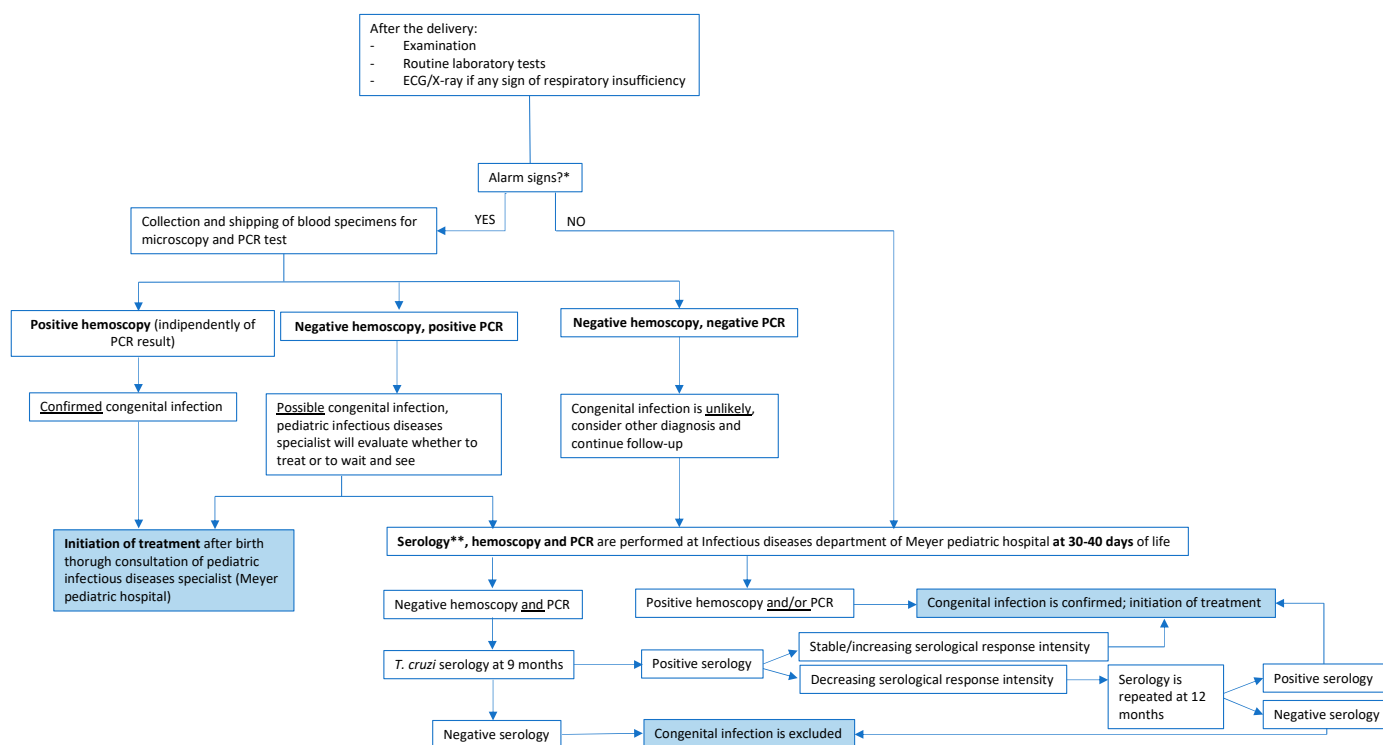 After the delivery:
- Examination
- Routine laboratory tests
- ECG/X-ray if any sign of respiratory insufficiency
Alarm signs?*
YES
NO
Collection and shipping of blood specimens for
microscopy and PCR test
Positive hemoscopy (indipendently of
PCR result)
Negative hemoscopy, positive PCR
Negative hemoscopy, negative PCR
Confirmed congenital infection
Possible congenital infection,
pediatric infectious diseases
specialist will evaluate whether to
treat or to wait and see
Congenital infection is unlikely,
consider other diagnosis and
continue follow-up
Initiation of treatment after birth
thorugh consultation of pediatric
infectious diseases specialist (Meyer
pediatric hospital)
Serology**, hemoscopy and PCR are performed at Infectious diseases department of Meyer pediatric hospital at 30-40 days of life
Negative hemoscopy and PCR
Positive hemoscopy and/or PCR
Congenital infection is confirmed; initiation of treatment
T. cruzi serology at 9 months
Positive serology
Stable/increasing serological response intensity
Decreasing serological response intensity
Serology is
repeated at 12
months
Positive serology
Negative serology
Negative serology
Congenital infection is excluded